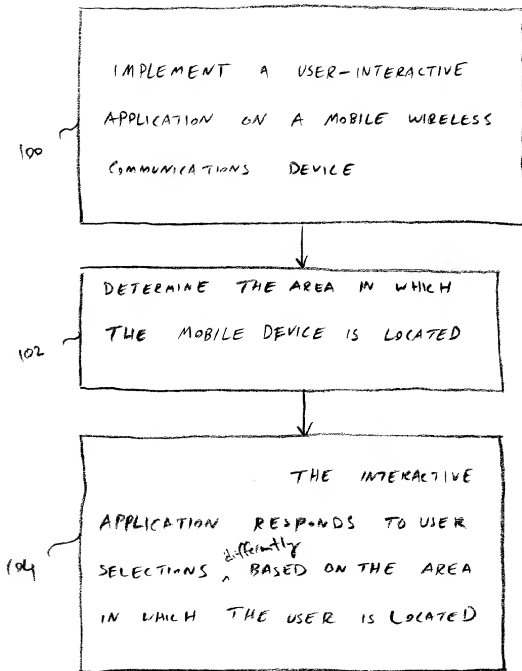 IMPLEMENT A USER-INTERACTIVE
APPLICATION ON A MOBILE WIRELESS
100
COMMUNICATIONS DEVICE
DETERMINE THE AREA IN WHICH
THE MOBILE DEVICE IS LOCATED
102
THE INTERACTIVE
APPLICATION RESPONDS TO USER
differently
SELECTIONS ^ BASED ON THE AREA
104
IN WHICH THE USER IS LOCATED